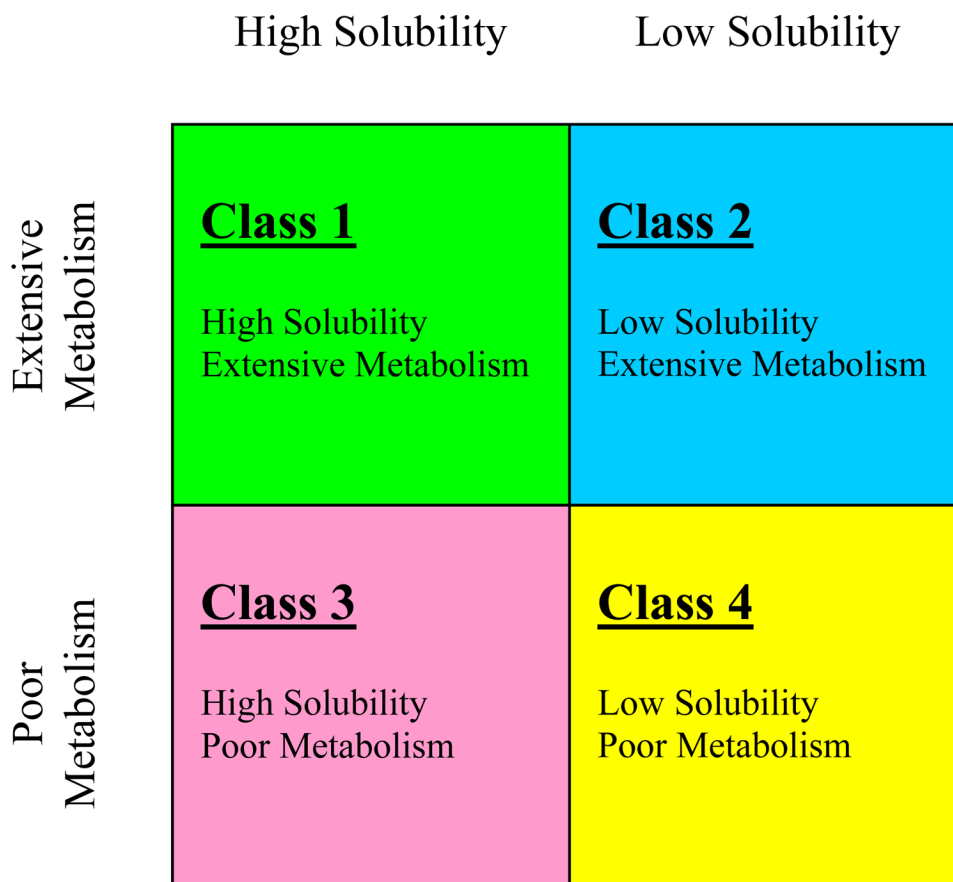 High Solubility
Low Solubility
Extensive
Metabolism
Class 1
High Solubility
Extensive Metabolism
Class 2
Low Solubility
Extensive Metabolism
Poor
Metabolism
Class 3
High Solubility
Poor Metabolism
Class 4
Low Solubility
Poor Metabolism